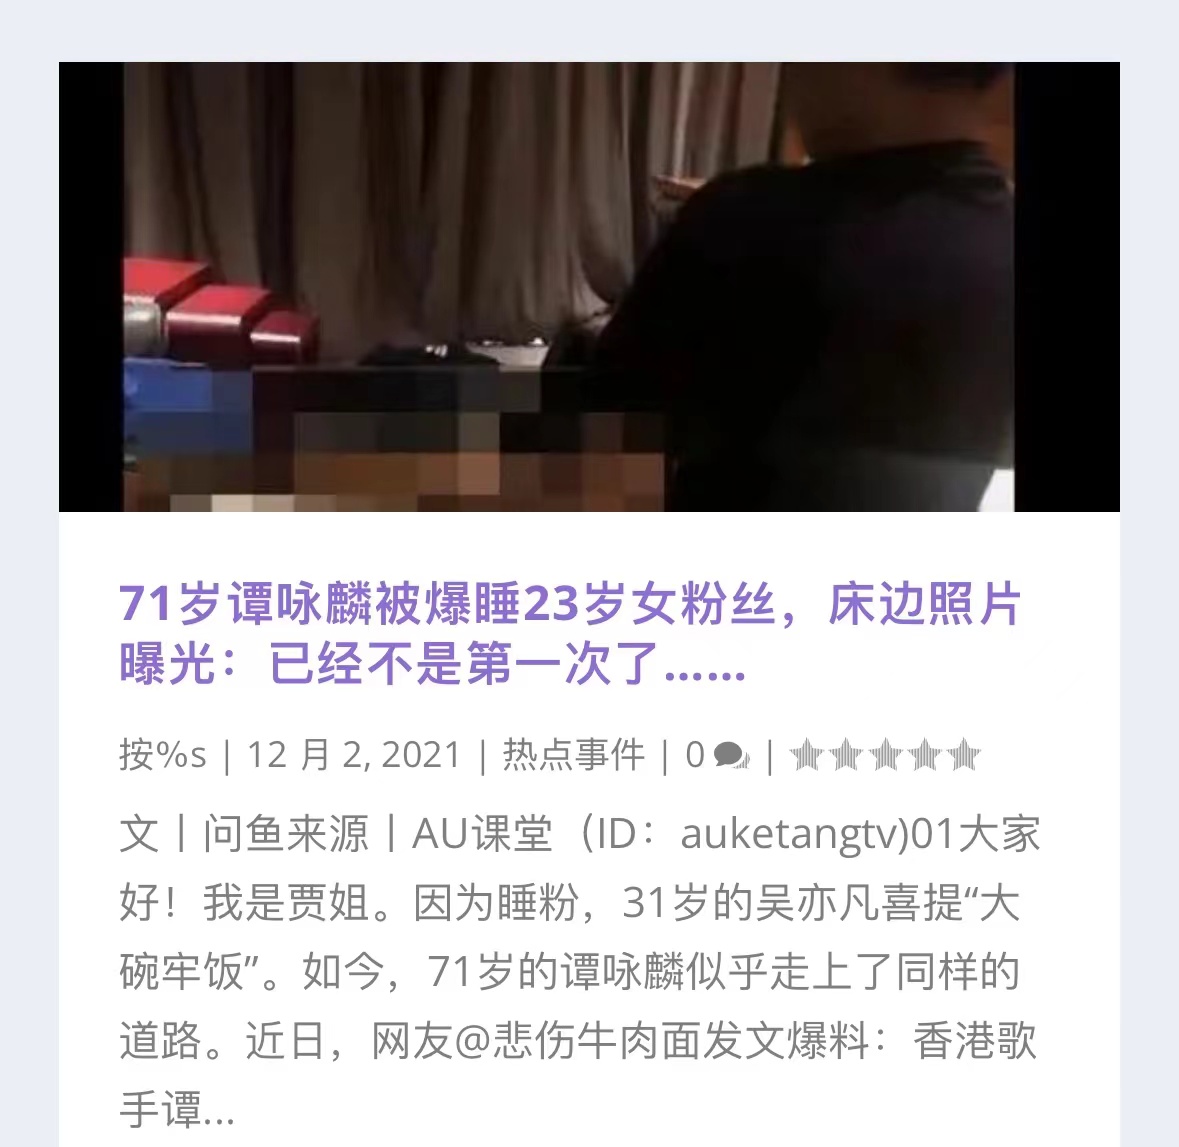 71岁谭咏麟被爆睡23岁女粉丝，床边照片
曝光：已经不是第一次了……
按%s | 12 月 2, 2021 | 热点事件 | 0 |
文丨问鱼来源丨AU课堂（ID：auketangtv)01大家
好！我是贾姐。因为睡粉，31岁的吴亦凡喜提“大
碗牢饭”。如今，71岁的谭咏麟似乎走上了同样的
道路。近日，网友@悲伤牛肉面发文爆料：香港歌
手谭...